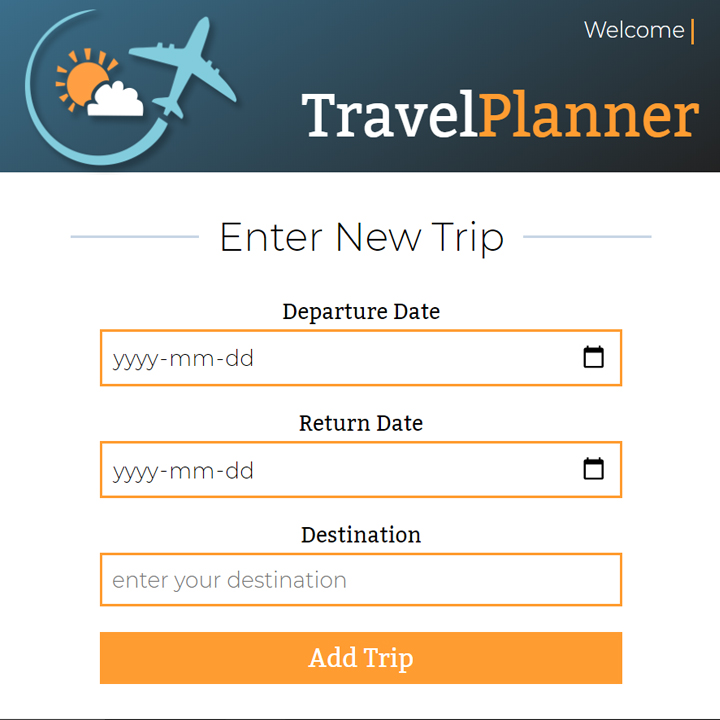 Welcome
TravelPlanner
Enter New Trip
Departure Date
yyyy-mm-dd
Return Date
yyyy-mm-dd
Destination
enter your destination
Add Trip